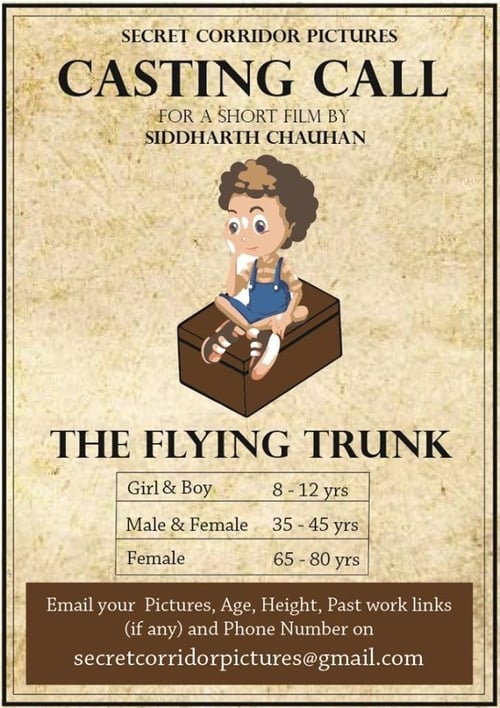 SECRET CORRIDOR PICTURES
CASTING CALL
FOR A SHORT FILM BY
SIDDHARTH CHAUHAN
THE FLYING TRUNK
Girl & Boy 8 - 12 yrs
Male & Female 35 - 45 yrs
Female 65 - 80 yrs
Email your Pictures, Age, Height, Past work links
(if any) and Phone Number on
secretcorridorpictures@gmail.com